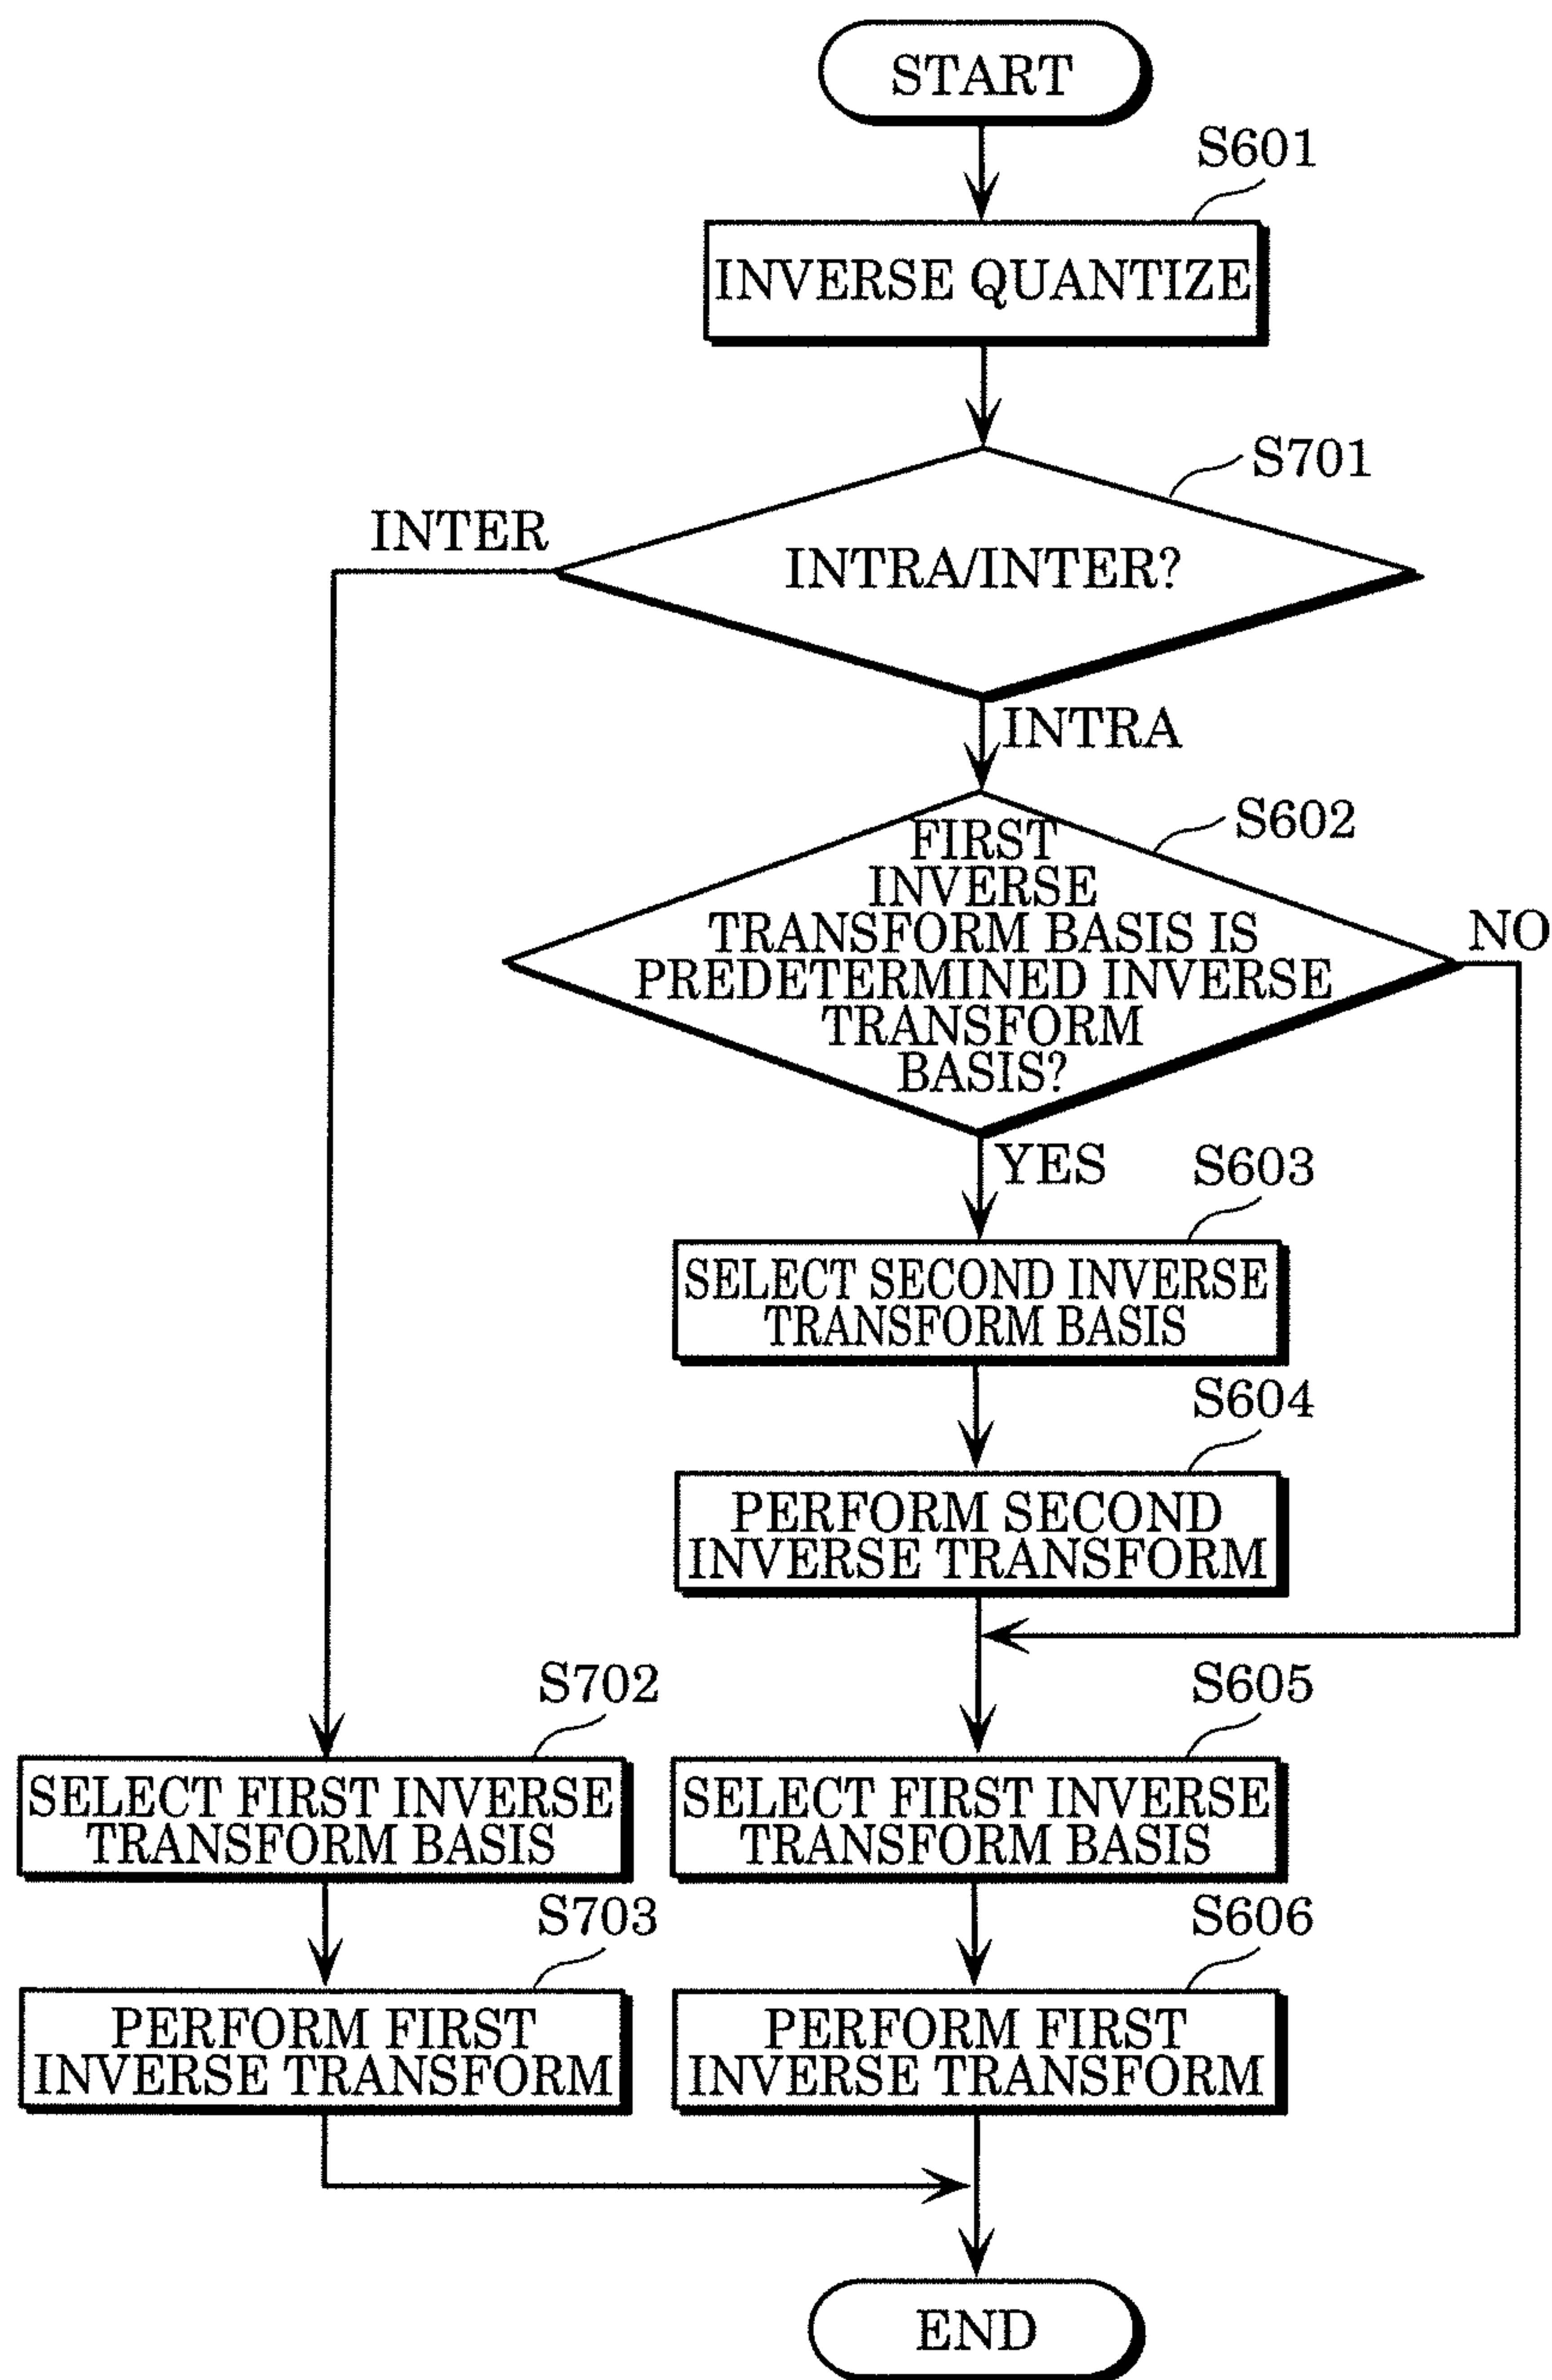 START
S601
INVERSE QUANTIZE
S701
INTER
INTRA/INTER?
INTRA
S602
FIRST
INVERSE
TRANSFORM BASIS IS
PREDETERMINED INVERSE
TRANSFORM
BASIS?
NO
YES
S603
SELECT SECOND INVERSE
TRANSFORM BASIS
S604
PERFORM SECOND
INVERSE TRANSFORM
S702
SELECT FIRST INVERSE
TRANSFORM BASIS
S605
SELECT FIRST INVERSE
TRANSFORM BASIS
S703
PERFORM FIRST
INVERSE TRANSFORM
S606
PERFORM FIRST
INVERSE TRANSFORM
END